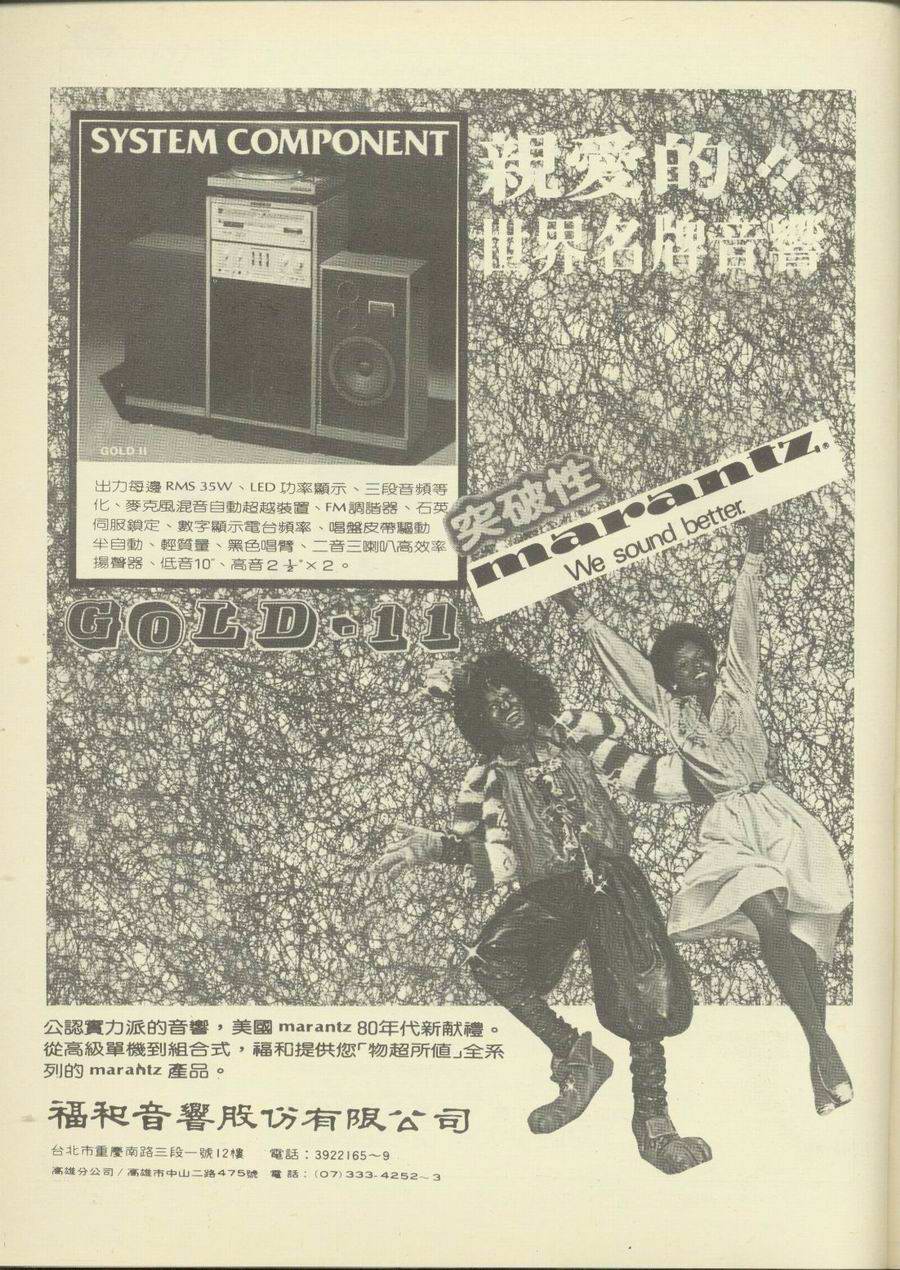 SYSTEM COMPONENT
親愛的
世界名牌音響
GOLD II
出力每邊 RMS 35W、LED 功率顯示、三段音頻等
化、麥克風混音自動超越裝置、FM調諧器、石英
伺服鎖定、數字顯示電台頻率、唱盤皮帶驅動
半自動、輕質量、黑色唱臂、二音三喇叭高效率
揚聲器、低音10"、高音2½"×2。
突破性
marantz®
We sound better.
GOLD·11
公認實力派的音響，美國 marantz 80年代新献禮。
從高級單機到組合式，福和提供您「物超所值」全系
列的 marantz 產品。
福和音響股份有限公司
台北市重慶南路三段一號12樓 電話：3922165～9
高雄分公司/高雄市中山二路475號 電話：(07)333-4252～3